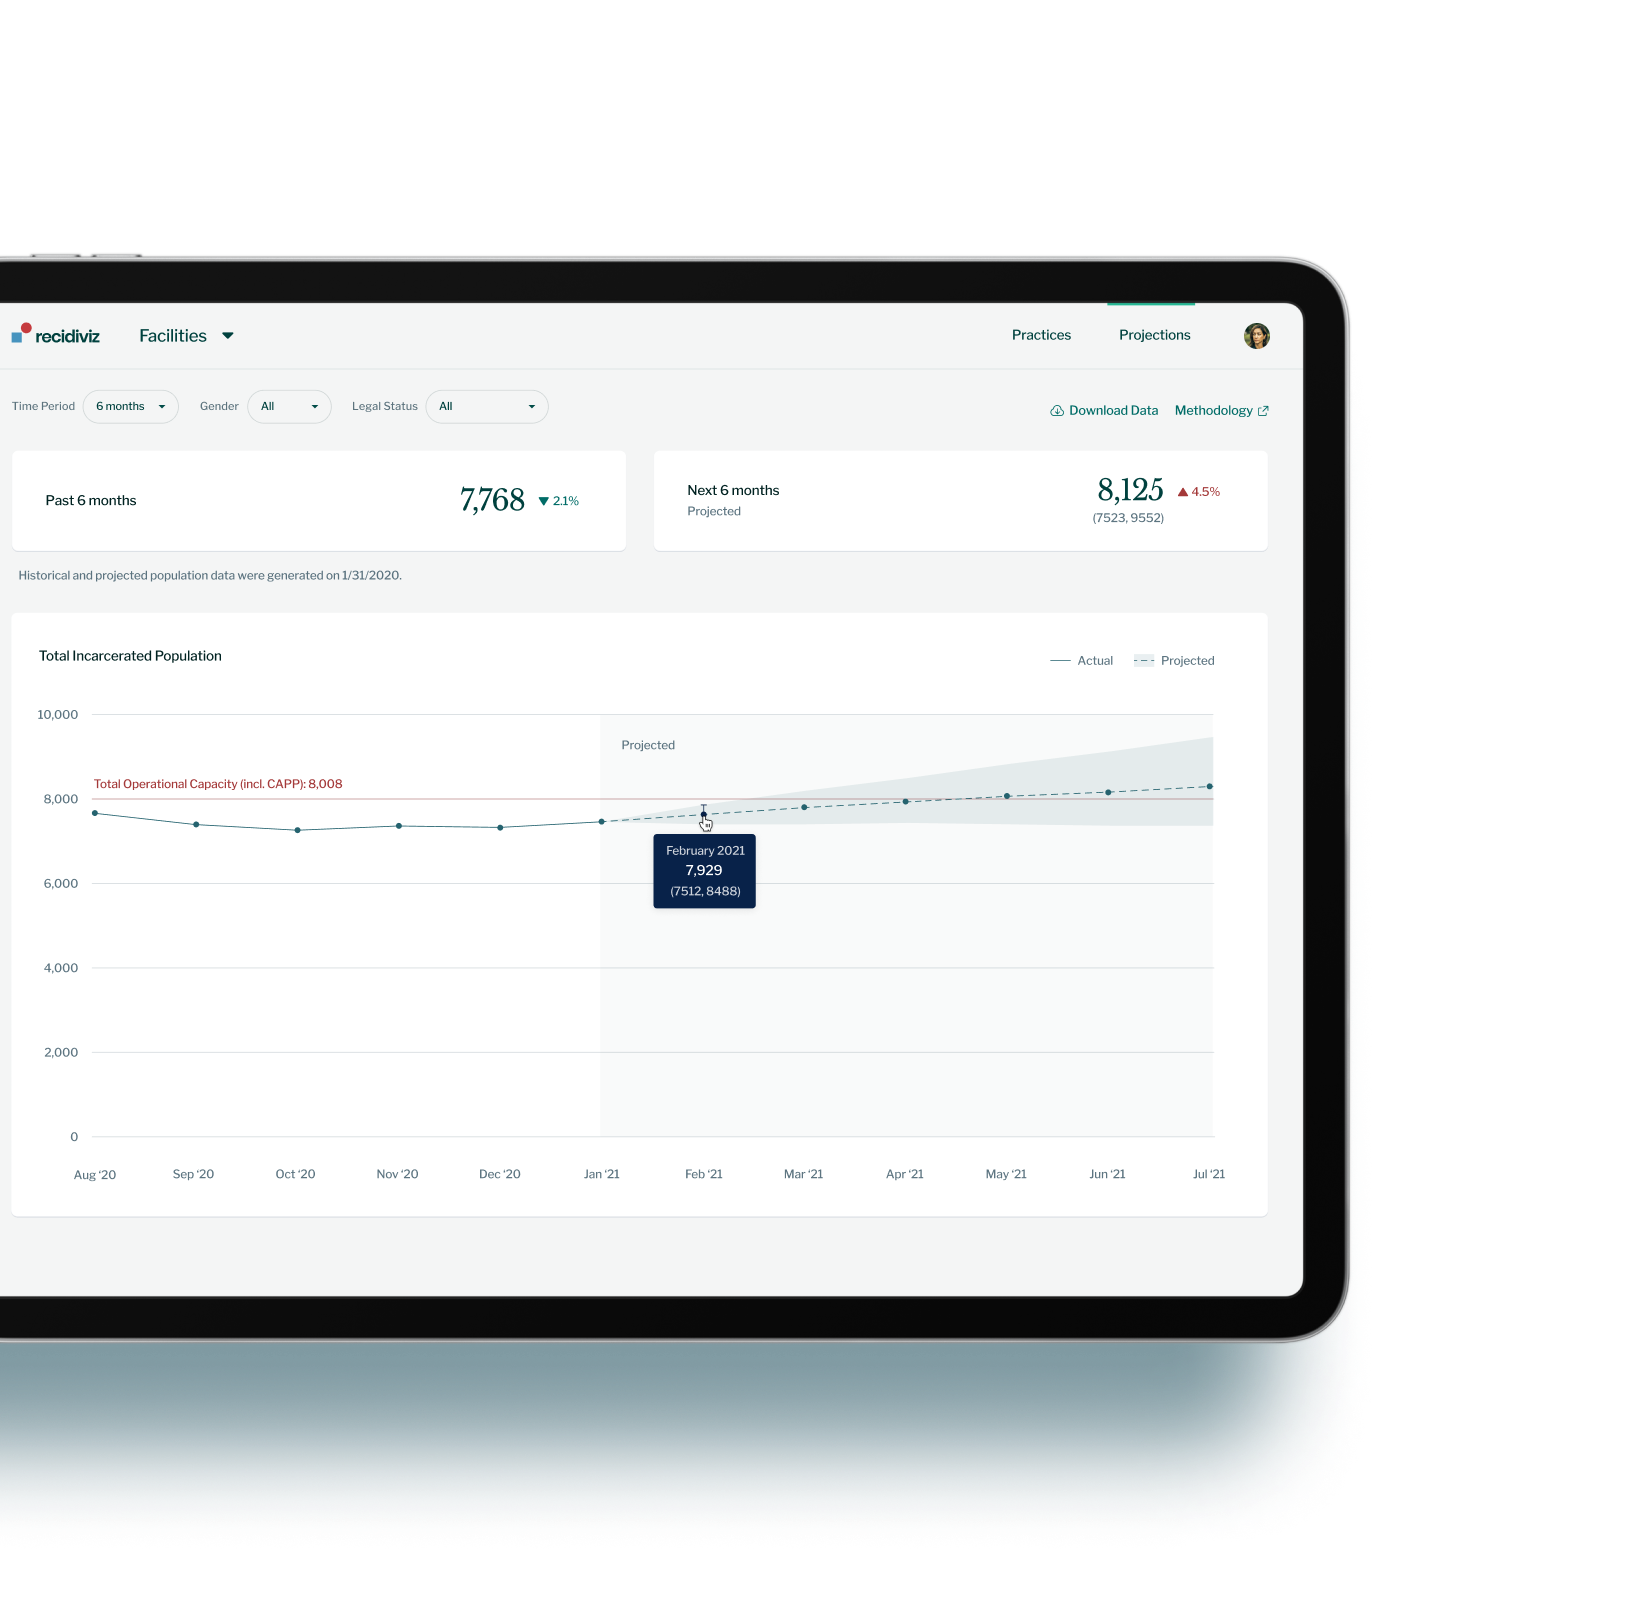 recidiviz Facilities Practices Projections
Time Period 6 months Gender All Legal Status All Download Data Methodology
Past 6 months 7,768 2.1%
Next 6 months 8,125 4.5%
Projected (7523, 9552)
Historical and projected population data were generated on 1/31/2020.
Total Incarcerated Population
Actual Projected
10,000
Projected
Total Operational Capacity (incl. CAPP): 8,008
8,000
February 2021
7,929
(7512, 8488)
6,000
4,000
2,000
0
Aug ‘20 Sep ‘20 Oct ‘20 Nov ‘20 Dec ‘20 Jan ‘21 Feb ‘21 Mar ‘21 Apr ‘21 May ‘21 Jun ‘21 Jul ‘21